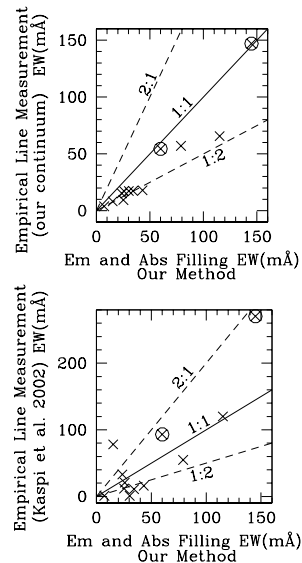 Empirical Line Measurement
(our continuum) EW(mÅ)
150
100
50
0
2:1
1:1
1:2
0 50 100 150
Em and Abs Filling EW(mÅ)
Our Method
Empirical Line Measurement
(Kaspi et al. 2002) EW(mÅ)
200
100
0
2:1
1:1
1:2
0 50 100 150
Em and Abs Filling EW(mÅ)
Our Method